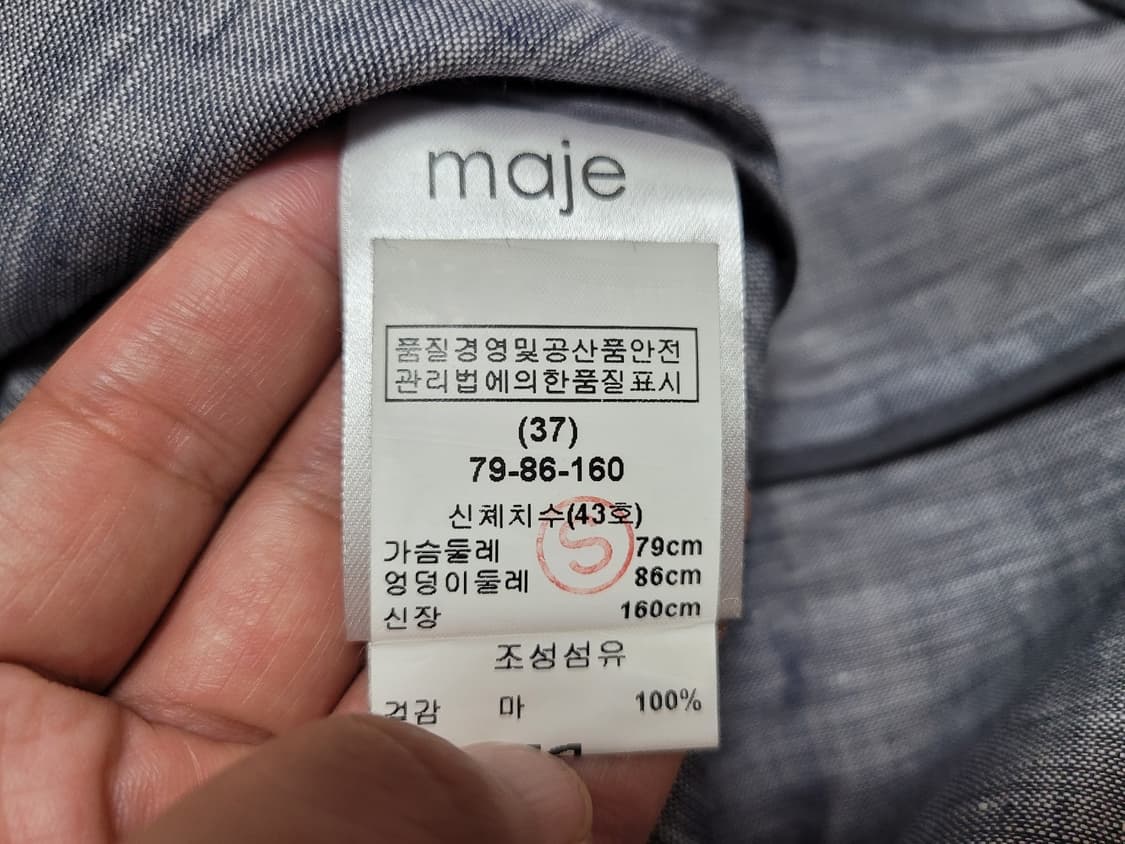 maje
품질경영및공산품안전
관리법에의한품질표시
(37)
79-86-160
신체치수(43호)
S
가슴둘레 79cm
엉덩이둘레 86cm
신장 160cm
조성섬유
겉감 마 100%